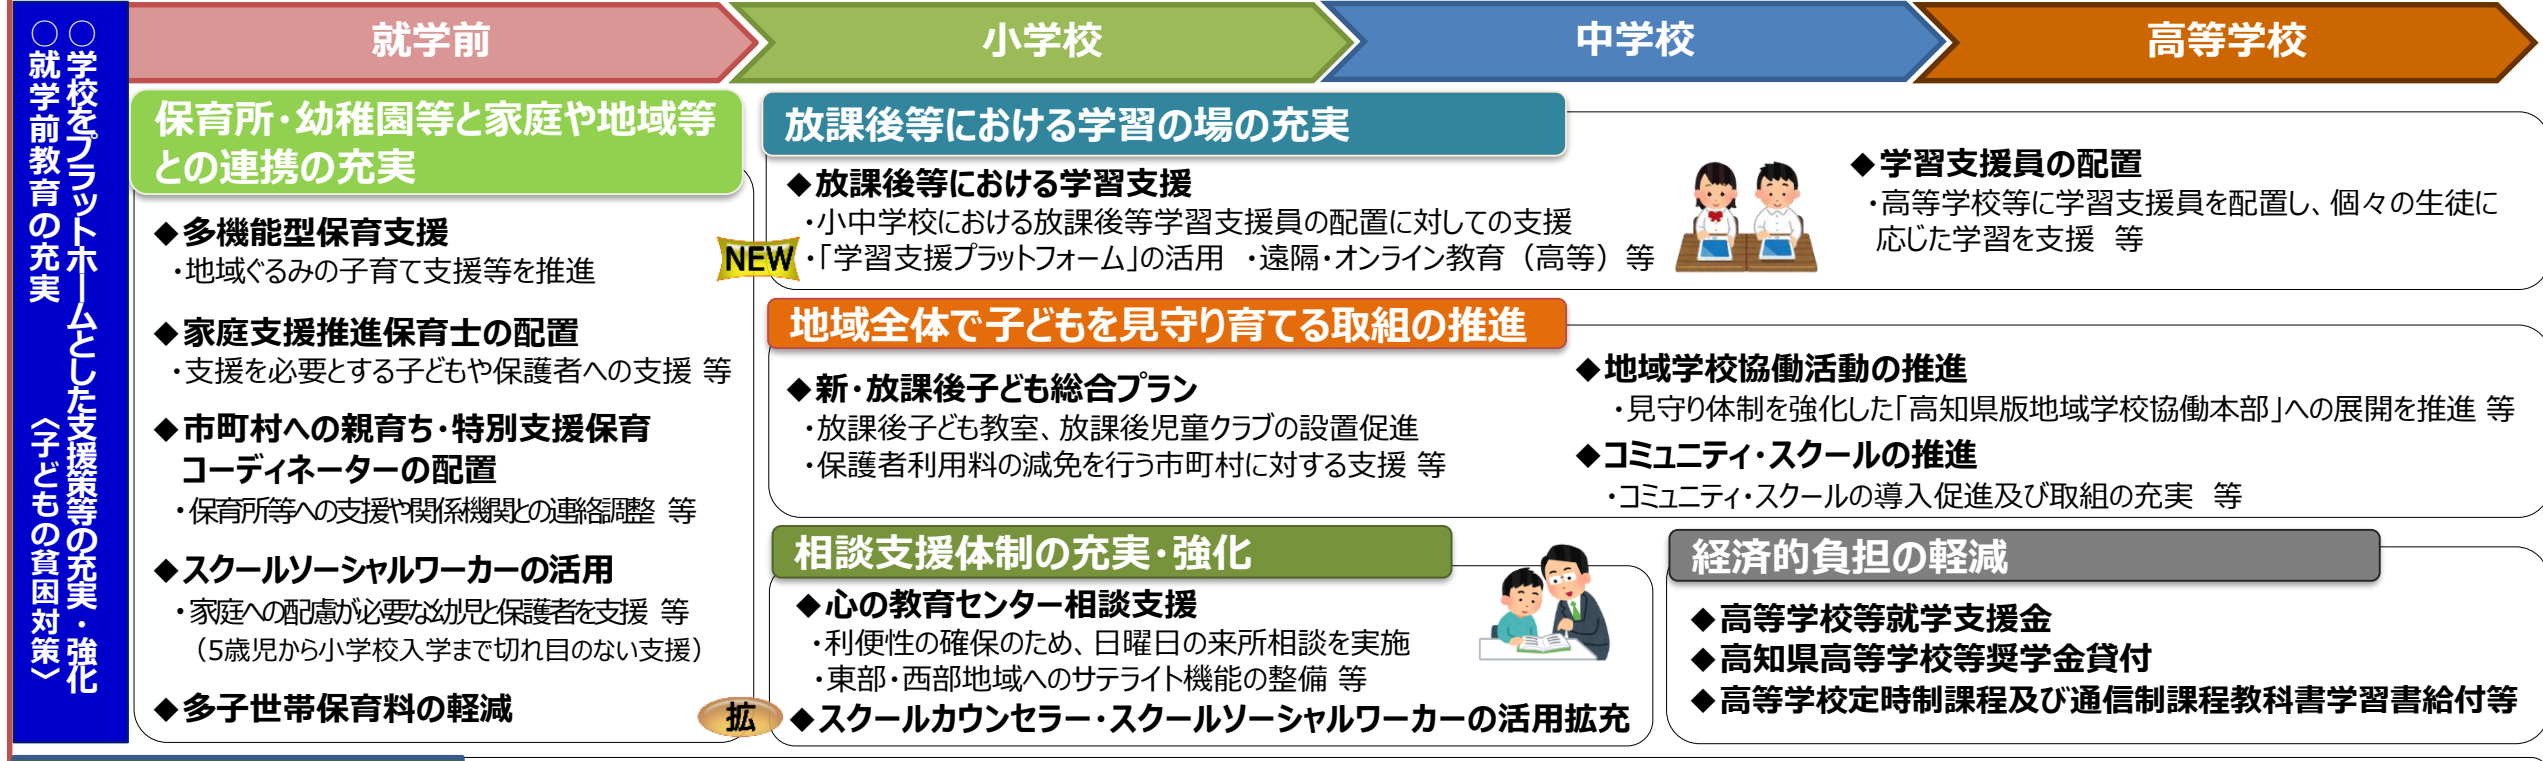 ○学校をプラットホームとした支援策等の充実・強化
○就学前教育の充実 〈子どもの貧困対策〉
就学前
小学校
中学校
高等学校
保育所・幼稚園等と家庭や地域等
との連携の充実
◆多機能型保育支援
・地域ぐるみの子育て支援等を推進
◆家庭支援推進保育士の配置
・支援を必要とする子どもや保護者への支援 等
◆市町村への親育ち・特別支援保育
コーディネーターの配置
・保育所等への支援や関係機関との連絡調整 等
◆スクールソーシャルワーカーの活用
・家庭への配慮が必要な幼児と保護者を支援 等
（5歳児から小学校入学まで切れ目のない支援）
◆多子世帯保育料の軽減
放課後等における学習の場の充実
◆放課後等における学習支援
・小中学校における放課後等学習支援員の配置に対しての支援
NEW ・「学習支援プラットフォーム」の活用 ・遠隔・オンライン教育（高等）等
◆学習支援員の配置
・高等学校等に学習支援員を配置し、個々の生徒に
応じた学習を支援 等
地域全体で子どもを見守り育てる取組の推進
◆新・放課後子ども総合プラン
・放課後子ども教室、放課後児童クラブの設置促進
・保護者利用料の減免を行う市町村に対する支援 等
◆地域学校協働活動の推進
・見守り体制を強化した「高知県版地域学校協働本部」への展開を推進 等
◆コミュニティ・スクールの推進
・コミュニティ・スクールの導入促進及び取組の充実 等
相談支援体制の充実・強化
◆心の教育センター相談支援
・利便性の確保のため、日曜日の来所相談を実施
・東部・西部地域へのサテライト機能の整備 等
拡 ◆スクールカウンセラー・スクールソーシャルワーカーの活用拡充
経済的負担の軽減
◆高等学校等就学支援金
◆高知県高等学校等奨学金貸付
◆高等学校定時制課程及び通信制課程教科書学習書給付等